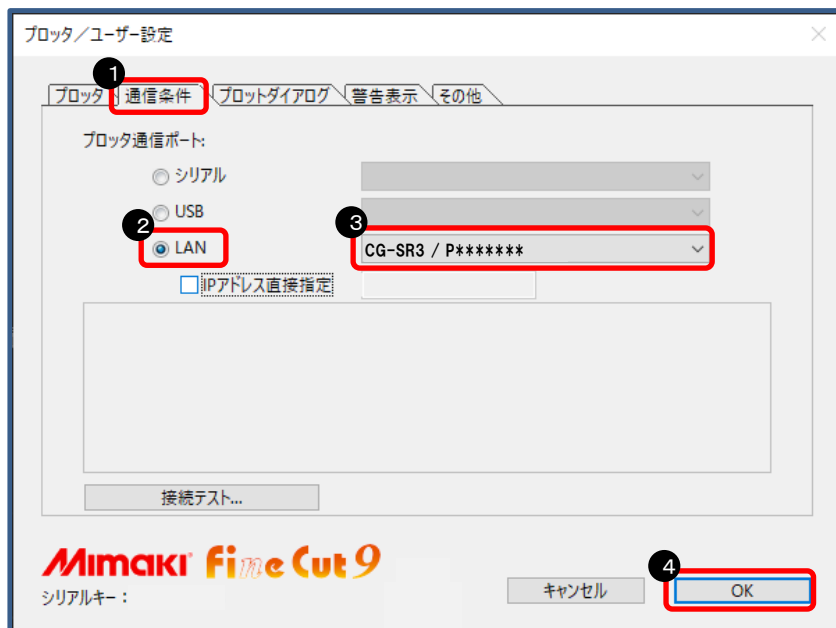 プロッタ／ユーザー設定
1
プロッタ 通信条件 プロットダイアログ 警告表示 その他
プロッタ通信ポート:
シリアル
USB
2 3
LAN CG-SR3 / P*******
IPアドレス直接指定
接続テスト...
Mimaki Fine Cut 9
シリアルキー：
4
キャンセル OK